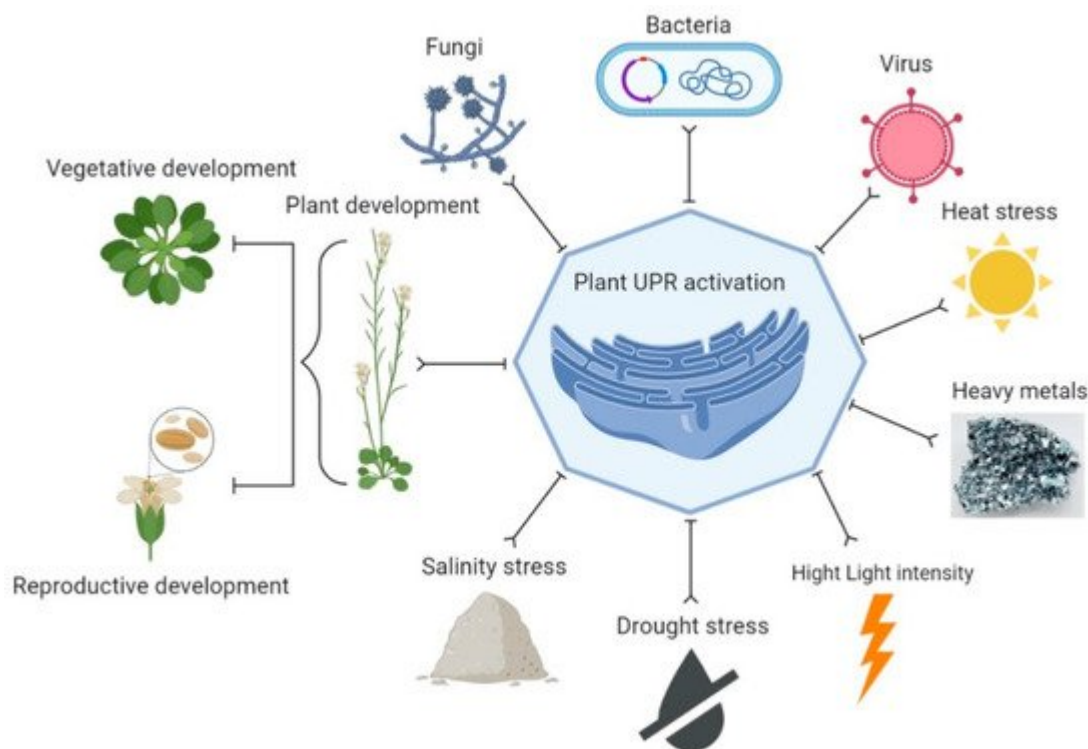 Bacteria
Fungi
Virus
Vegetative development
Plant development
Heat stress
Plant UPR activation
Heavy metals
Salinity stress
Hight Light intensity
Reproductive development
Drought stress